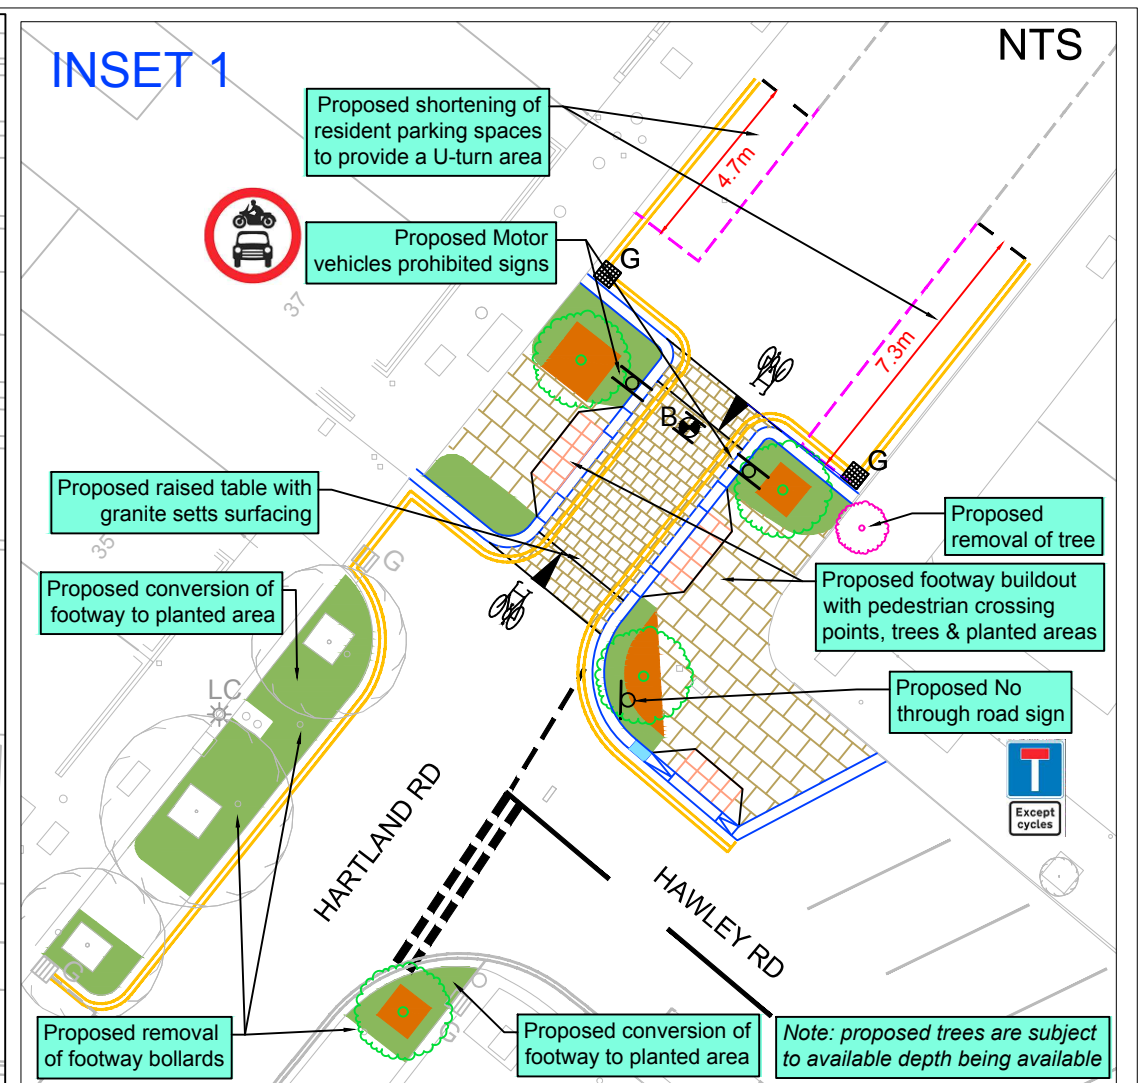 INSET 1
NTS
Proposed shortening of
resident parking spaces
to provide a U-turn area
4.7m
Proposed Motor
vehicles prohibited signs
G
37
7.3m
B
G
Proposed raised table with
granite setts surfacing
35
Proposed
removal of tree
G
Proposed conversion of
footway to planted area
Proposed footway buildout
with pedestrian crossing
points, trees & planted areas
LC
Proposed No
through road sign
Except
cycles
HARTLAND RD
HAWLEY RD
G
G
Proposed removal
of footway bollards
Proposed conversion of
footway to planted area
Note: proposed trees are subject
to available depth being available